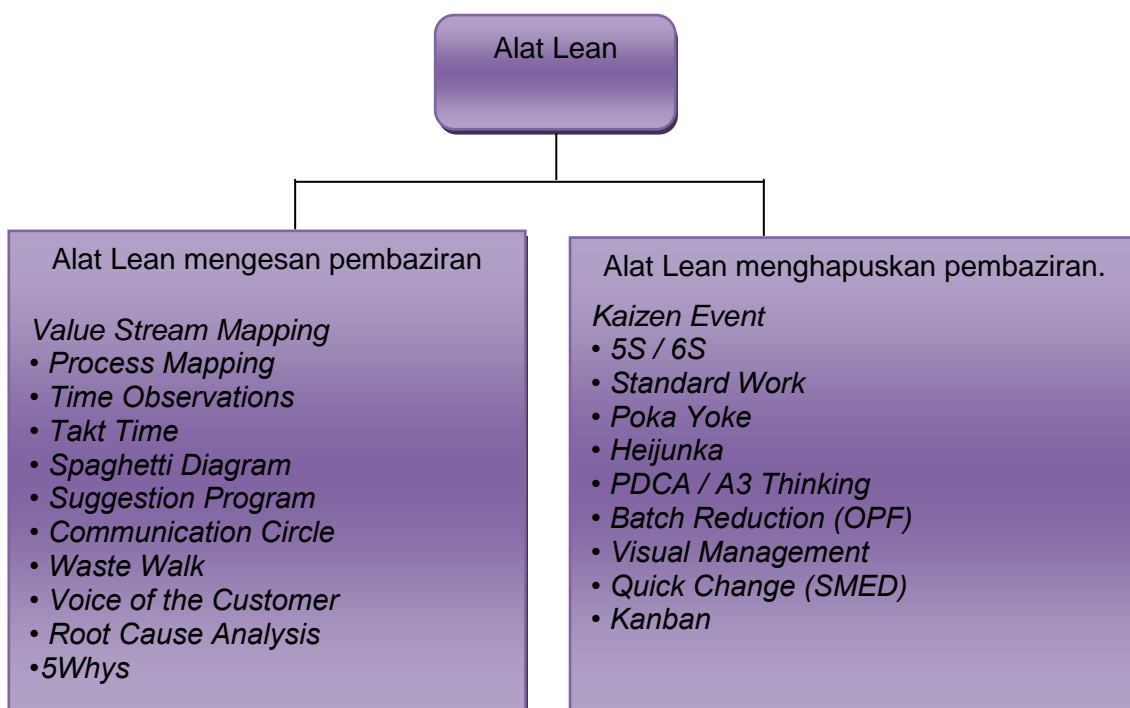 Alat Lean
Alat Lean mengesan pembaziran
Value Stream Mapping
• Process Mapping
• Time Observations
• Takt Time
• Spaghetti Diagram
• Suggestion Program
• Communication Circle
• Waste Walk
• Voice of the Customer
• Root Cause Analysis
•5Whys
Alat Lean menghapuskan pembaziran.
Kaizen Event
• 5S / 6S
• Standard Work
• Poka Yoke
• Heijunka
• PDCA / A3 Thinking
• Batch Reduction (OPF)
• Visual Management
• Quick Change (SMED)
• Kanban